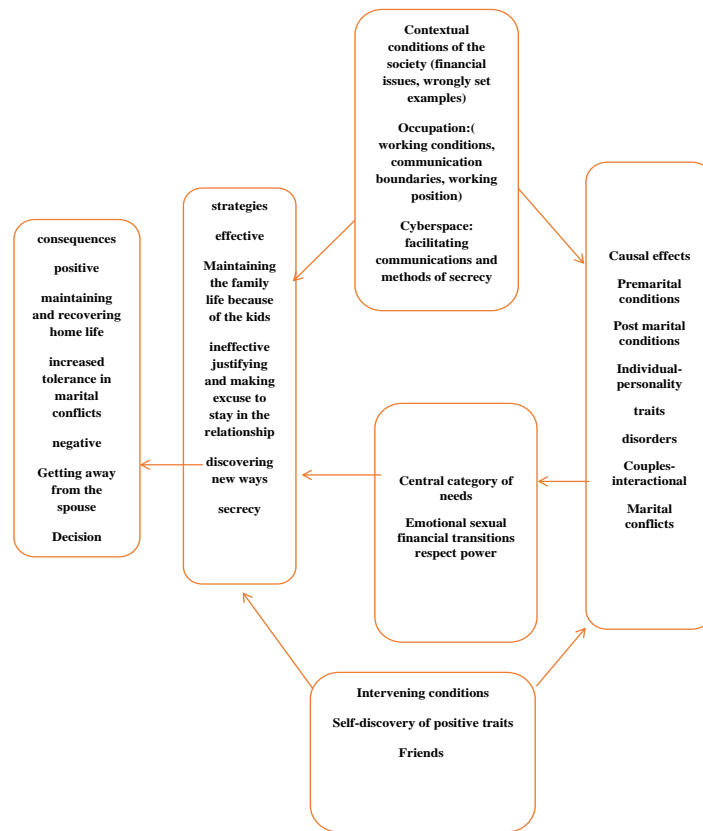 Contextual
conditions of the
society (financial
issues, wrongly set
examples)
Occupation:(
working conditions,
communication
boundaries, working
position)
Cyberspace:
facilitating
communications and
methods of secrecy
consequences
positive
maintaining
and recovering
home life
increased
tolerance in
marital
conflicts
negative
Getting away
from the
spouse
Decision
strategies
effective
Maintaining
the family
life because
of the kids
ineffective
justifying
and making
excuse to
stay in the
relationship
discovering
new ways
secrecy
Central category of
needs
Emotional sexual
financial transitions
respect power
Causal effects
Premarital
conditions
Post marital
conditions
Individual-
personality
traits
disorders
Couples-
interactional
Marital
conflicts
Intervening conditions
Self-discovery of positive traits
Friends